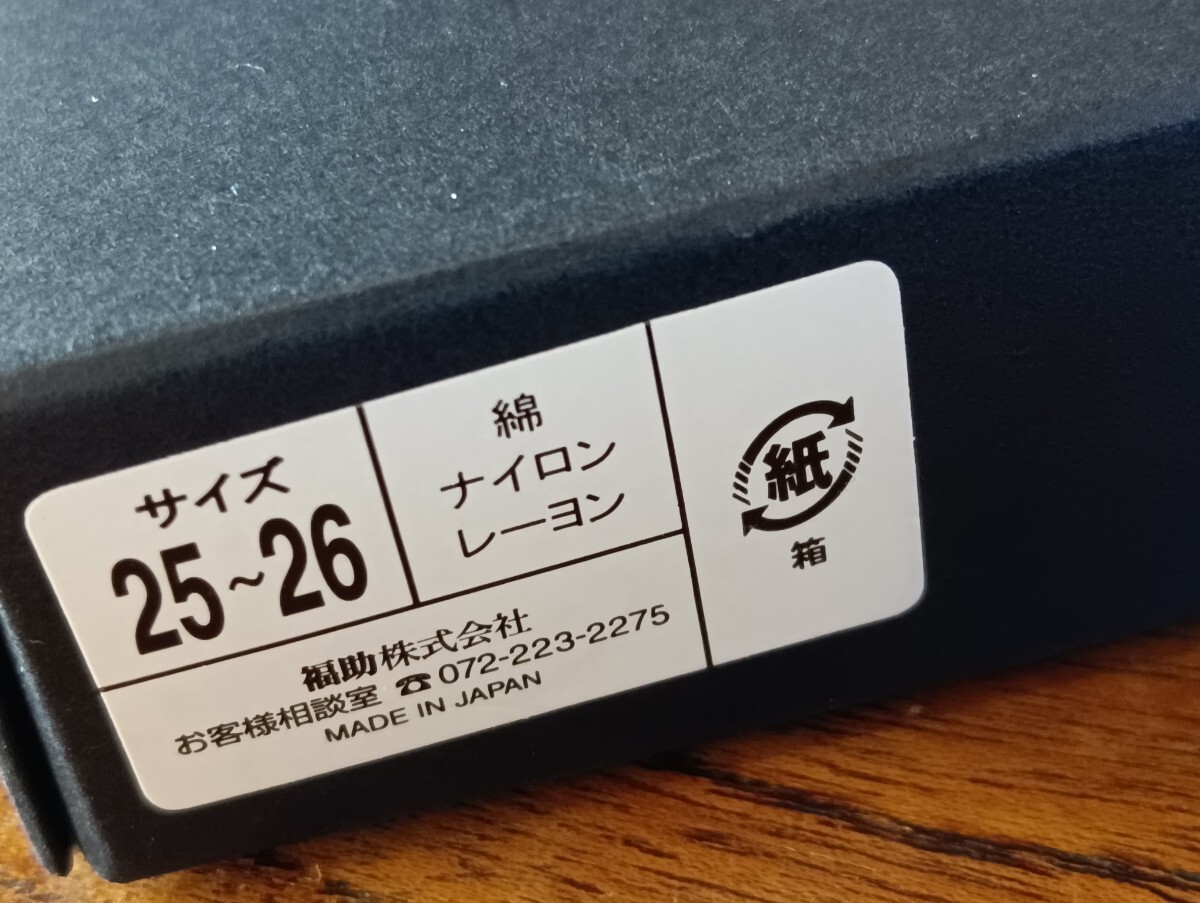 サイズ
25~26
綿
ナイロン
レーヨン
福助株式会社
お客様相談室 ☎072-223-2275
MADE IN JAPAN
紙
箱